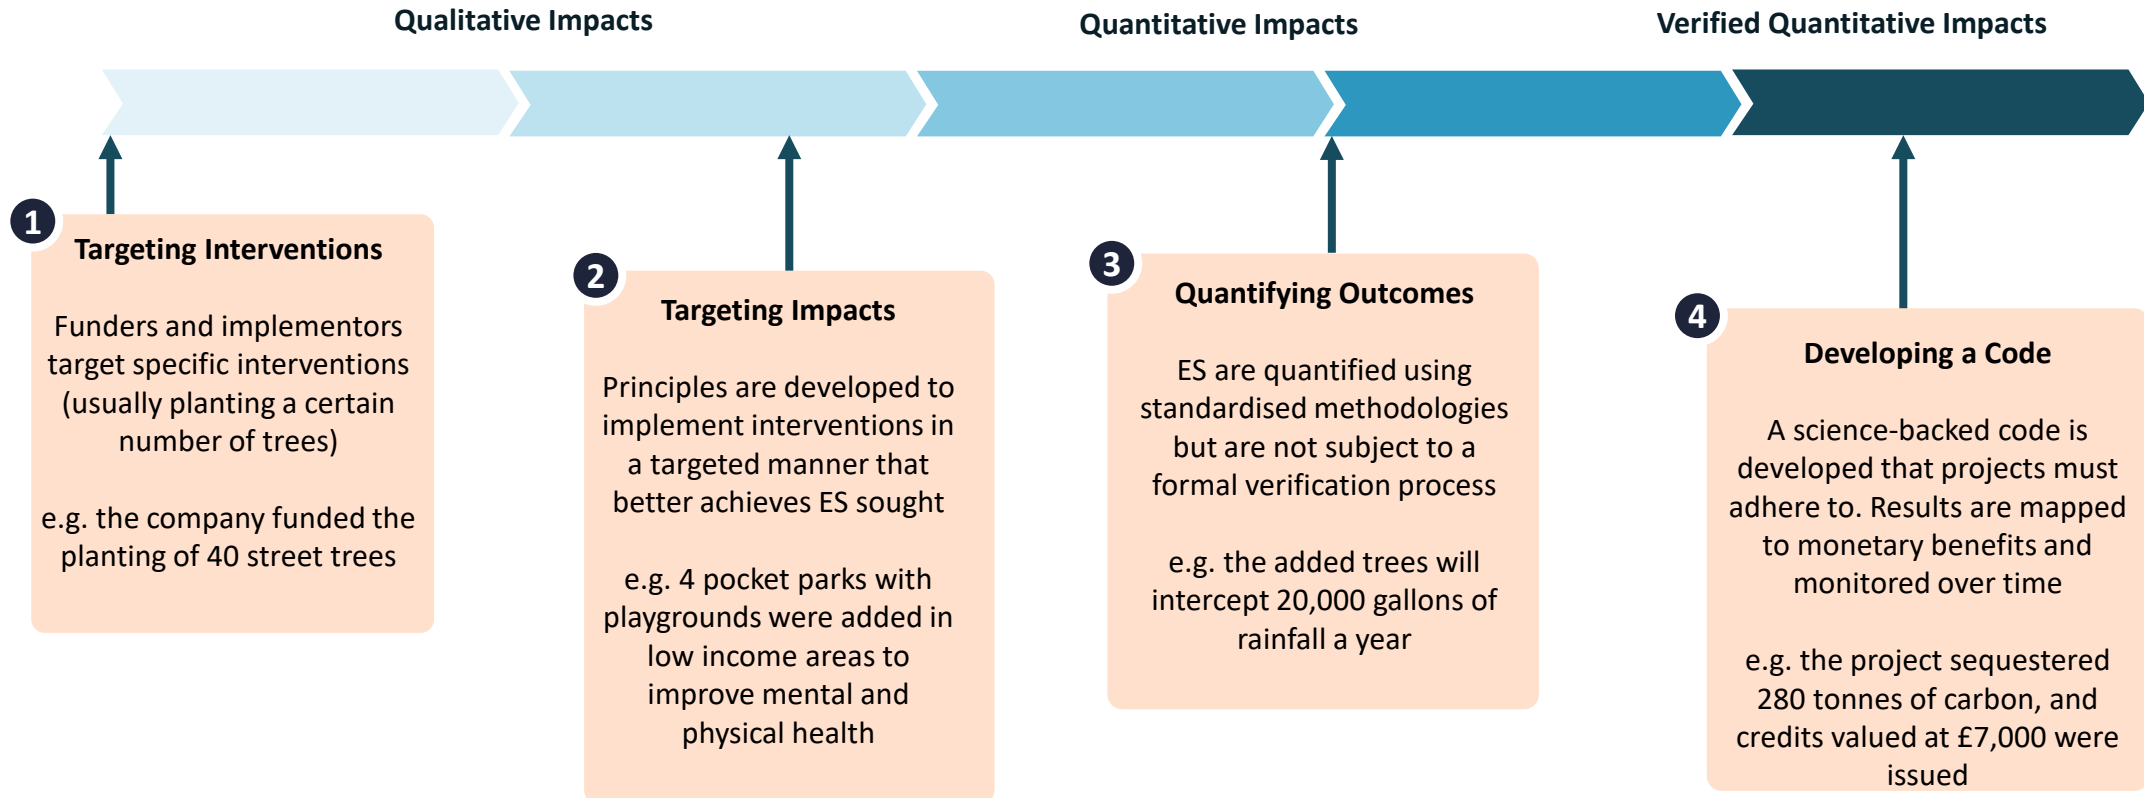 Qualitative Impacts
Quantitative Impacts
Verified Quantitative Impacts
1
Targeting Interventions
Funders and implementors
target specific interventions
(usually planting a certain
number of trees)
e.g. the company funded the
planting of 40 street trees
2
Targeting Impacts
Principles are developed to
implement interventions in
a targeted manner that
better achieves ES sought
e.g. 4 pocket parks with
playgrounds were added in
low income areas to
improve mental and
physical health
3
Quantifying Outcomes
ES are quantified using
standardised methodologies
but are not subject to a
formal verification process
e.g. the added trees will
intercept 20,000 gallons of
rainfall a year
4
Developing a Code
A science-backed code is
developed that projects must
adhere to. Results are mapped
to monetary benefits and
monitored over time
e.g. the project sequestered
280 tonnes of carbon, and
credits valued at £7,000 were
issued